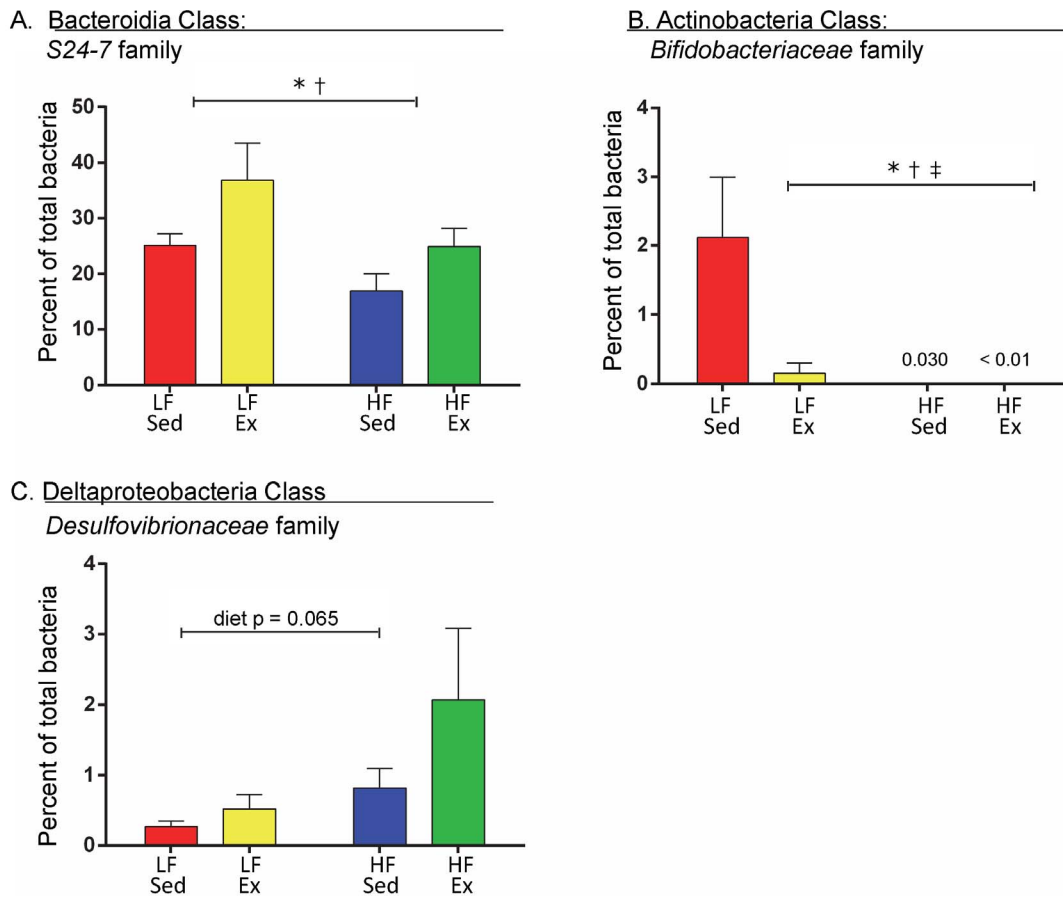 A. Bacteroidia Class:
S24-7 family
* †
Percent of total bacteria
50
40
30
20
10
0
LF
Sed
LF
Ex
HF
Sed
HF
Ex
B. Actinobacteria Class:
Bifidobacteriaceae family
* † ‡
Percent of total bacteria
4
3
2
1
0
0.030
< 0.01
LF
Sed
LF
Ex
HF
Sed
HF
Ex
C. Deltaproteobacteria Class
Desulfovibrionaceae family
diet p = 0.065
Percent of total bacteria
4
3
2
1
0
LF
Sed
LF
Ex
HF
Sed
HF
Ex